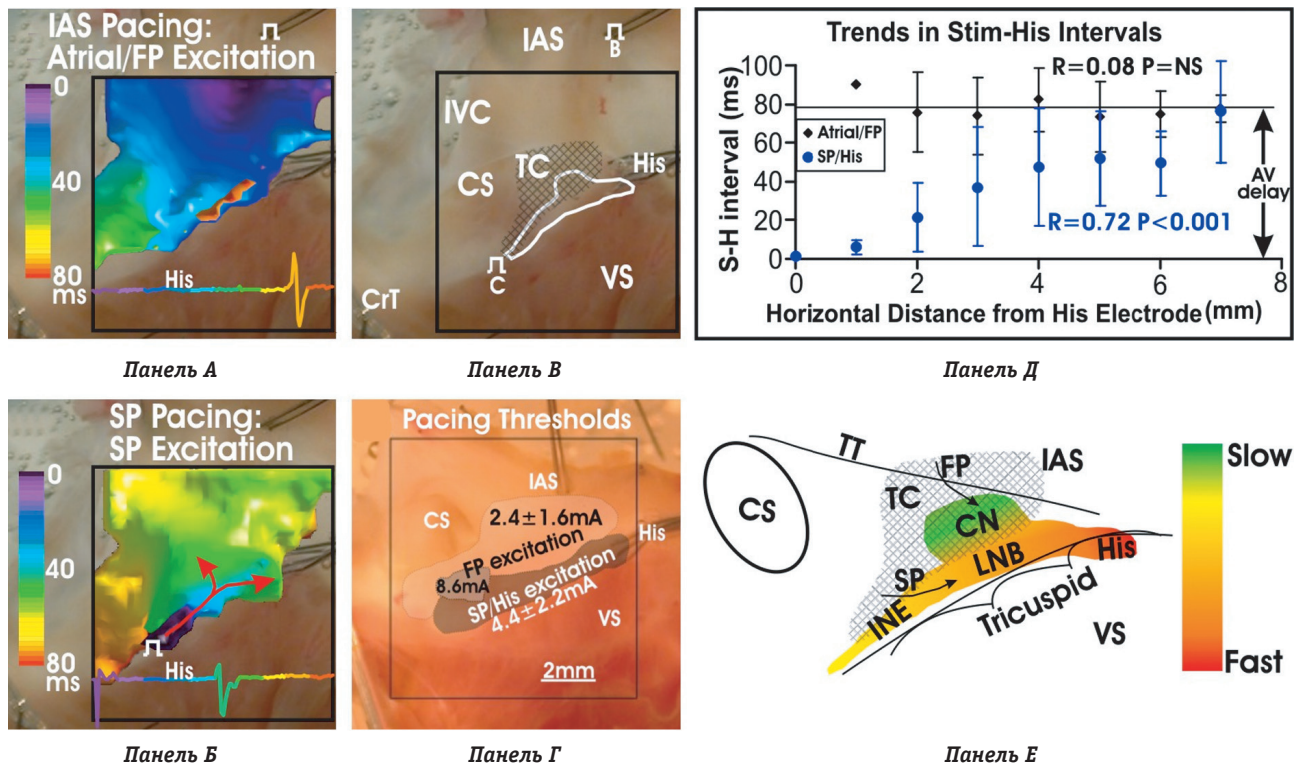 IAS Pacing:
Atrial/FP Excitation
0
40
80
ms
His
Панель А
IAS
B
IVC
TC
His
CS
C
VS
CrT
Панель В
Trends in Stim-His Intervals
R=0.08 P=NS
100
80
60
40
20
0
S-H interval (ms)
Atrial/FP
SP/His
AV
delay
R=0.72 P<0.001
0
2
4
6
8
Horizontal Distance from His Electrode (mm)
Панель Д
SP Pacing:
SP Excitation
0
40
80
ms
His
Панель Б
Pacing Thresholds
IAS
CS
2.4±1.6mA
His
FP excitation
8.6mA
SP/His excitation
4.4±2.2mA
VS
2mm
Панель Г
TT
FP
IAS
CS
TC
CN
His
LNB
SP
INE
Tricuspid
VS
Slow
Fast
Панель Е